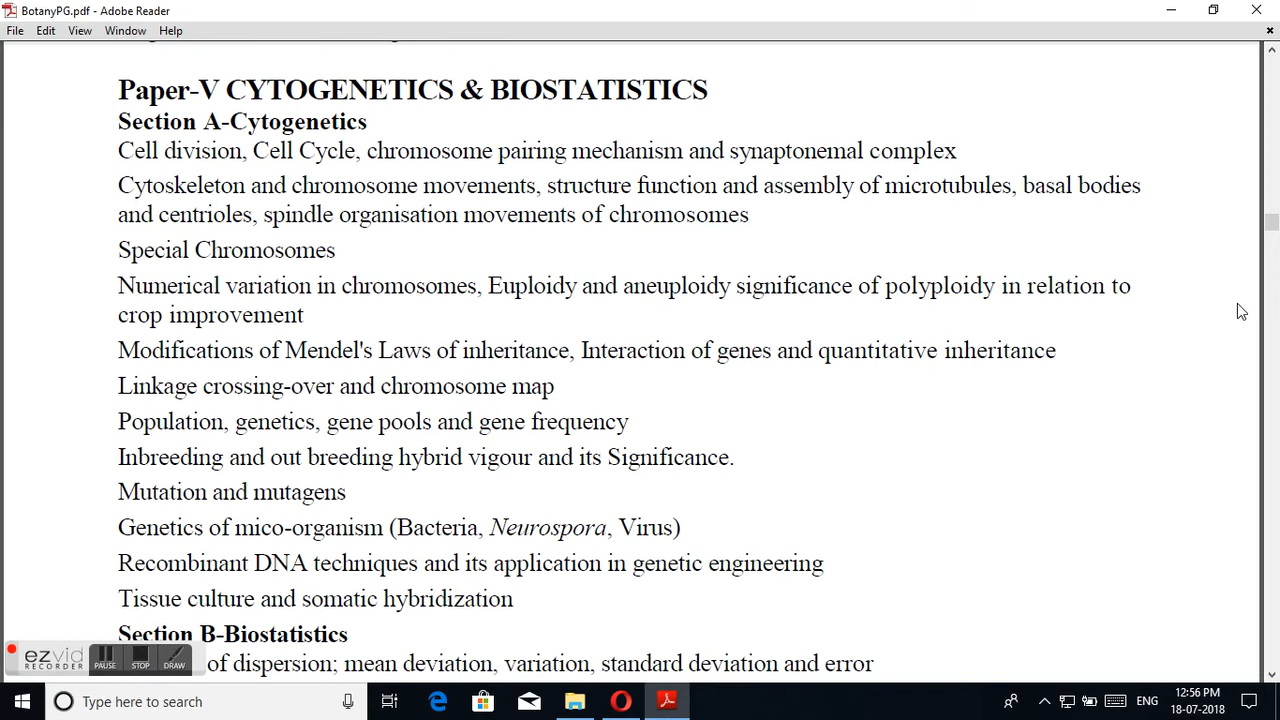 BotanyPG.pdf - Adobe Reader
File Edit View Window Help
Paper-V CYTOGENETICS & BIOSTATISTICS
Section A-Cytogenetics
Cell division, Cell Cycle, chromosome pairing mechanism and synaptonemal complex
Cytoskeleton and chromosome movements, structure function and assembly of microtubules, basal bodies
and centrioles, spindle organisation movements of chromosomes
Special Chromosomes
Numerical variation in chromosomes, Euploidy and aneuploidy significance of polyploidy in relation to
crop improvement
Modifications of Mendel's Laws of inheritance, Interaction of genes and quantitative inheritance
Linkage crossing-over and chromosome map
Population, genetics, gene pools and gene frequency
Inbreeding and out breeding hybrid vigour and its Significance.
Mutation and mutagens
Genetics of mico-organism (Bacteria, Neurospora, Virus)
Recombinant DNA techniques and its application in genetic engineering
Tissue culture and somatic hybridization
Section B-Biostatistics
of dispersion; mean deviation, variation, standard deviation and error
ezvid
RECORDER
PAUSE STOP DRAW
Type here to search
ENG
12:56 PM
18-07-2018